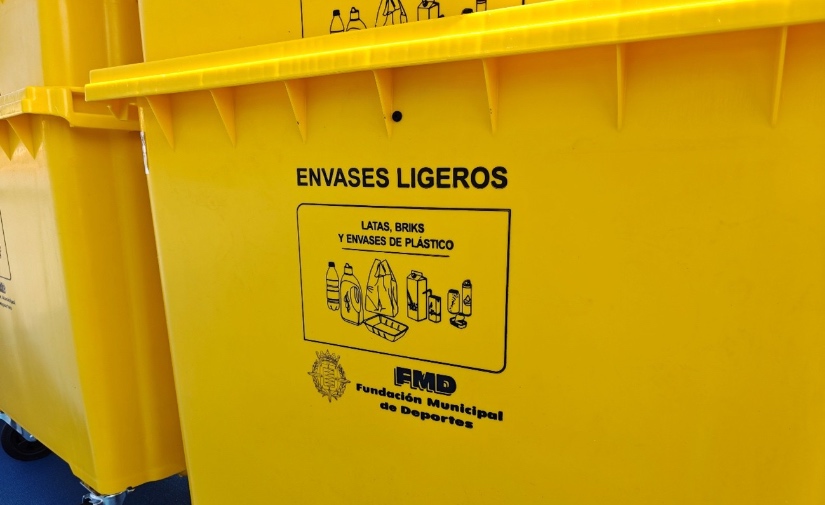 ENVASES LIGEROS
LATAS, BRIKS
Y ENVASES DE PLÁSTICO
FMD
Fundación Municipal
de Deportes